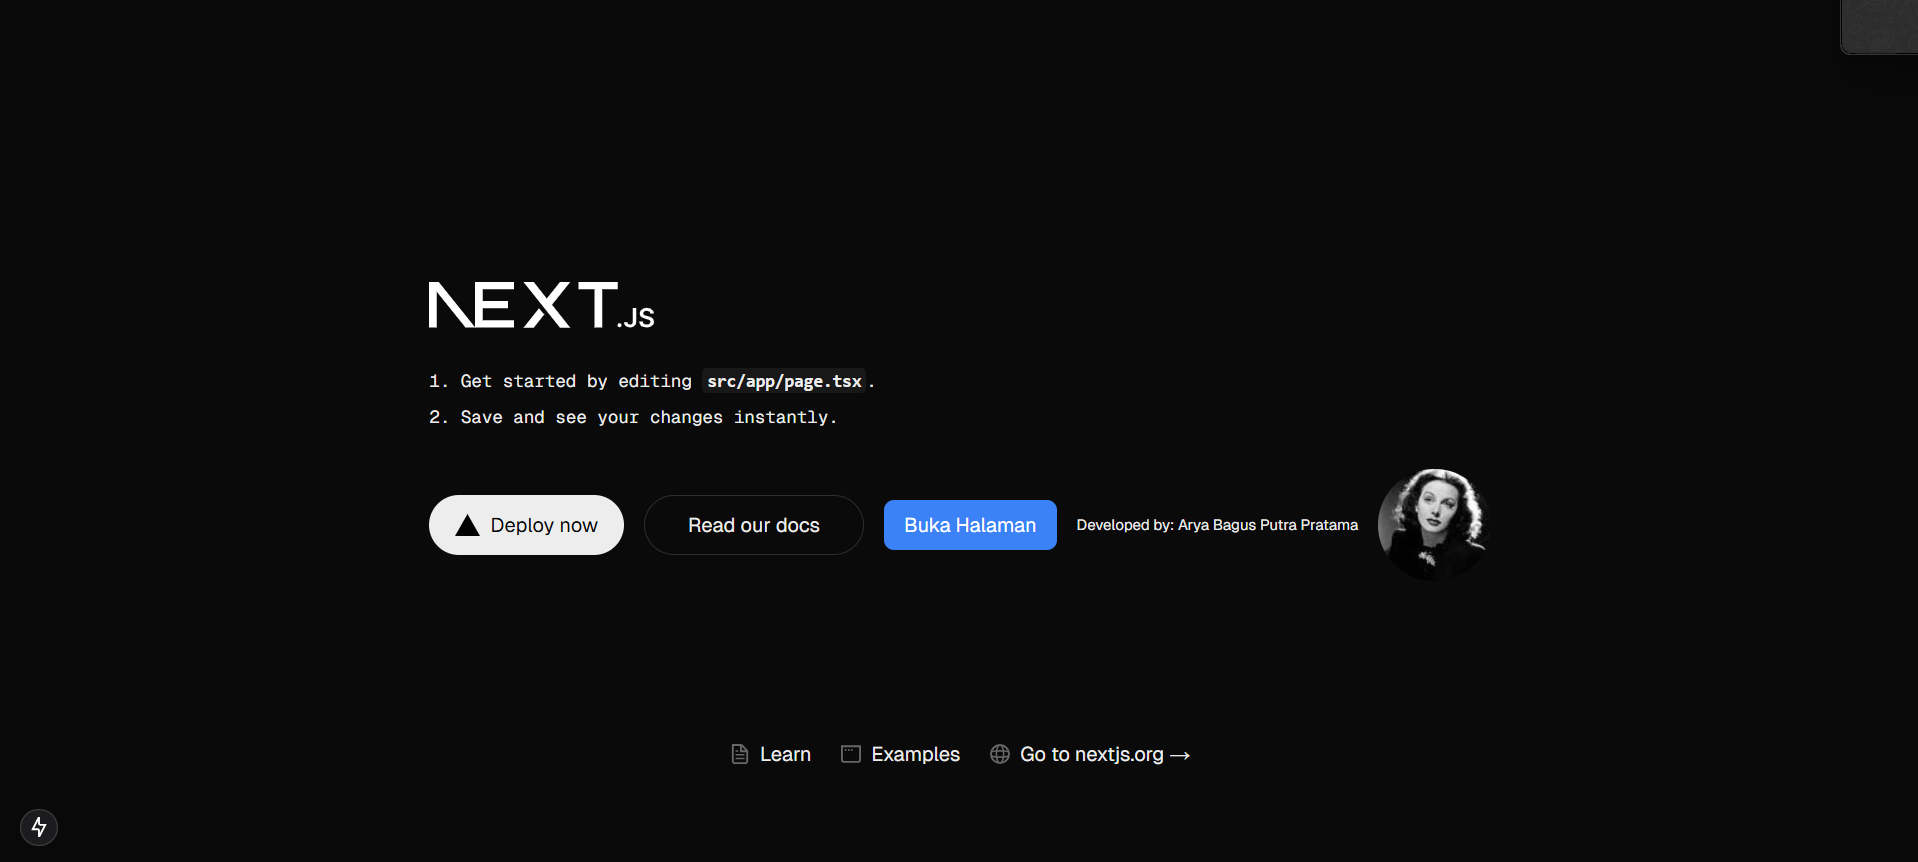 NEXT.JS
1. Get started by editing src/app/page.tsx.
2. Save and see your changes instantly.
Deploy now
Read our docs
Buka Halaman
Developed by: Arya Bagus Putra Pratama
Learn
Examples
Go to nextjs.org →